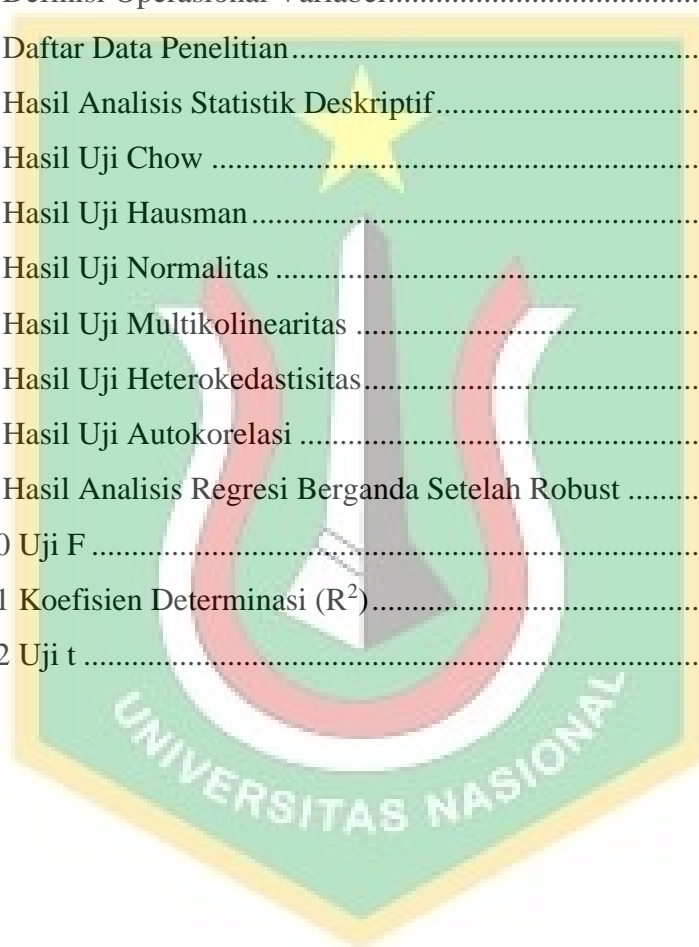 Definisi Operasional Variabel....................................
Daftar Data Penelitian..................................................
Hasil Analisis Statistik Deskriptif................................
Hasil Uji Chow ...........................................................
Hasil Uji Hausman......................................................
Hasil Uji Normalitas ...................................................
Hasil Uji Multikolinearitas .........................................
Hasil Uji Heterokedastisitas........................................
Hasil Uji Autokorelasi ................................................
Hasil Analisis Regresi Berganda Setelah Robust ........
0 Uji F.........................................................................
1 Koefisien Determinasi (R²).......................................
2 Uji t ..........................................................................
UNIVERSITAS NASIONAL